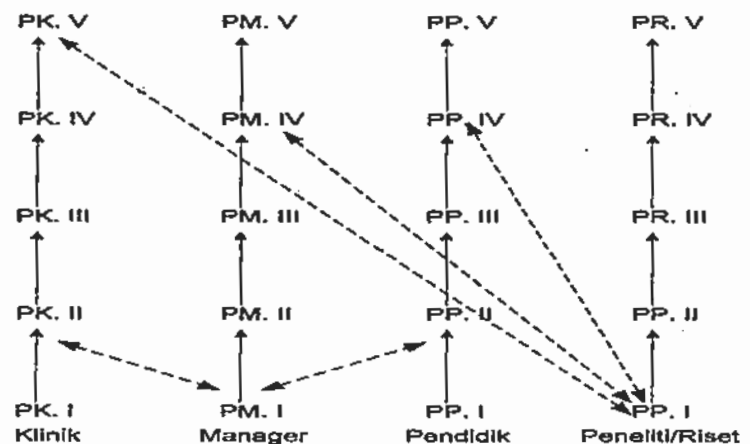 PK. V PM. V PP. V PR. V
PK. IV PM. IV PP. IV PR. IV
PK. III PM. III PP. III PR. III
PK. II PM. II PP. II PP. II
PK. I PM. I PP. I PP. I
Klinik Manager Pendidik Peneliti/Riset